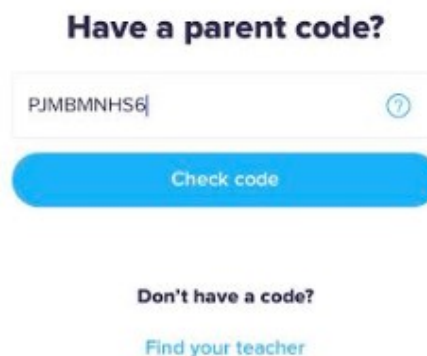 Have a parent code?
PJMBMNHS6
Check code
Don't have a code?
Find your teacher